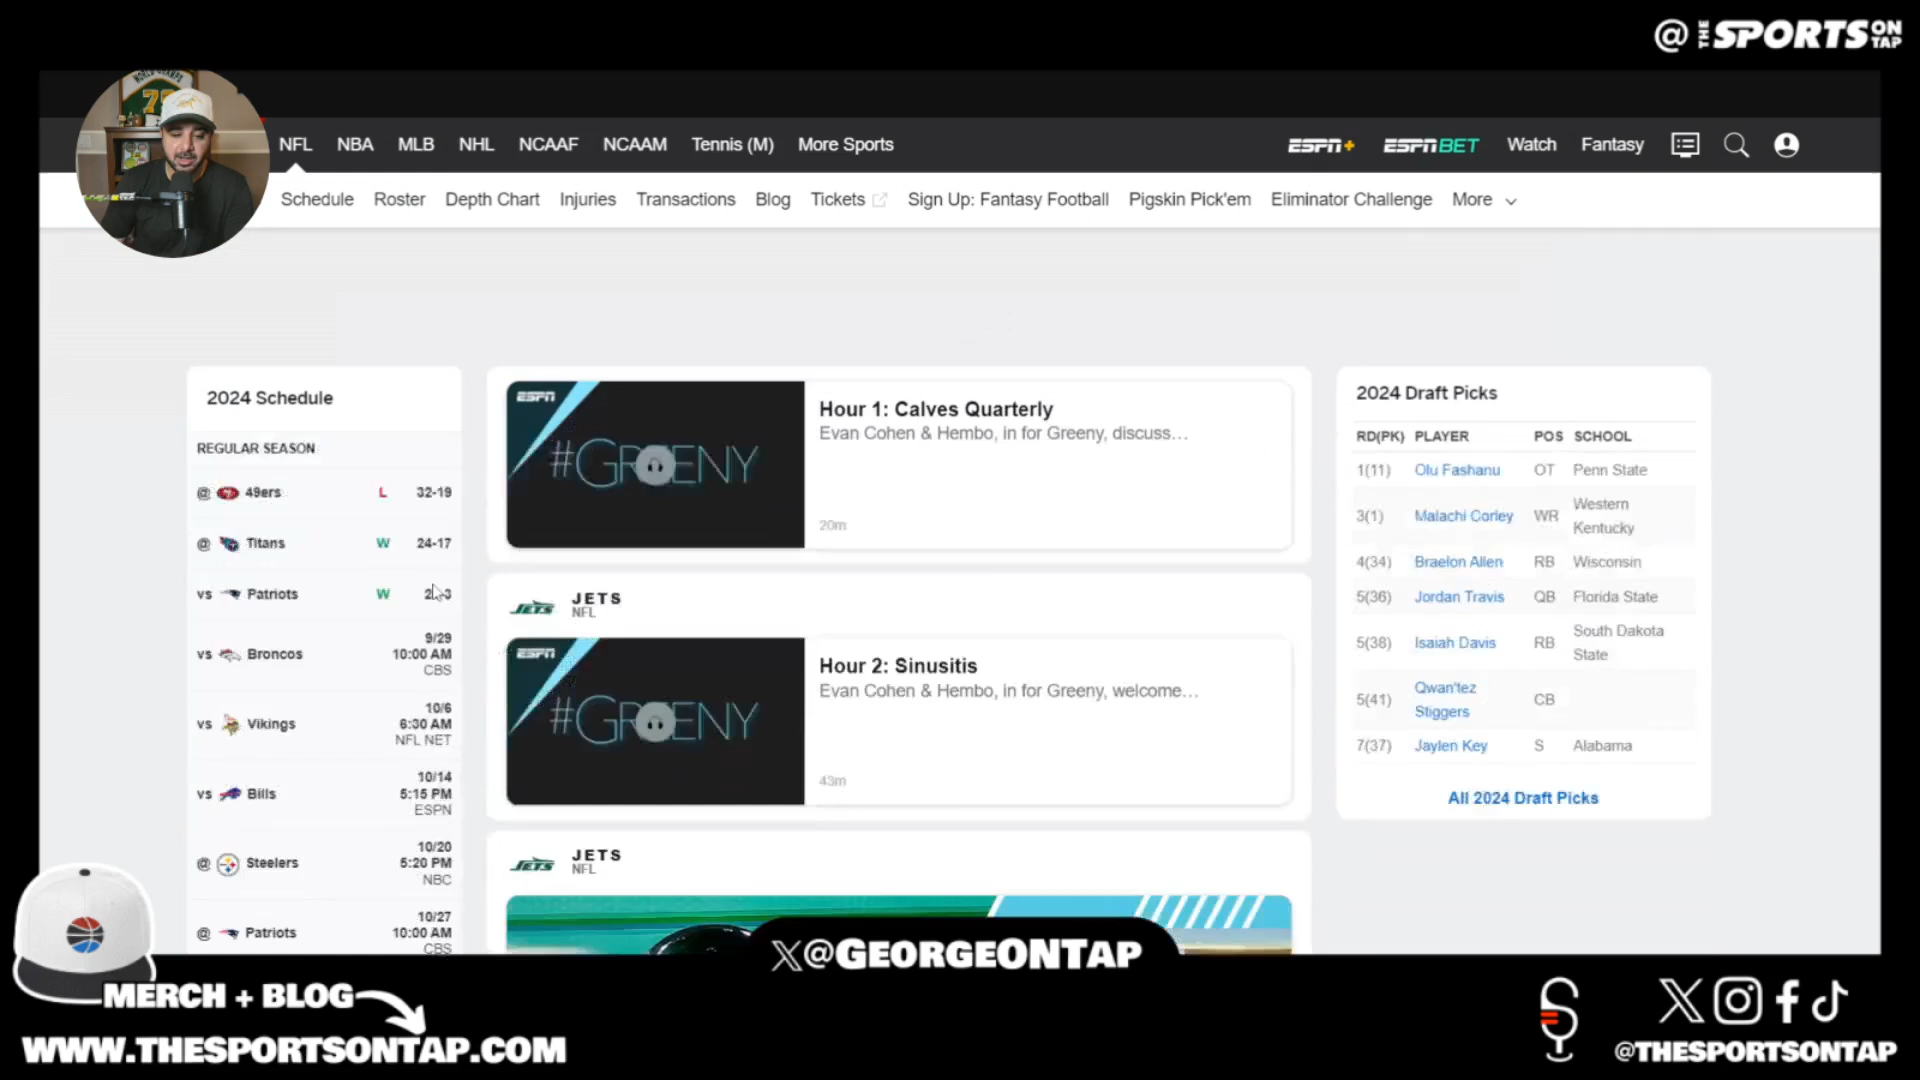 @ THE SPORTS ON TAP
WORLD CHAMPS
NFL NBA MLB NHL NCAAF NCAAM Tennis (M) More Sports
ESPN+ ESPN BET Watch Fantasy
Schedule Roster Depth Chart Injuries Transactions Blog Tickets Sign Up: Fantasy Football Pigskin Pick'em Eliminator Challenge More
2024 Schedule
REGULAR SEASON
@ 49ers L 32-19
@ Titans W 24-17
vs Patriots W
9/29
vs Broncos 10:00 AM
CBS
10/6
vs Vikings 6:30 AM
NFL NET
10/14
vs Bills 5:15 PM
ESPN
10/20
@ Steelers 5:20 PM
NBC
10/27
@ Patriots 10:00 AM
CBS
ESPN
#GREENY
Hour 1: Calves Quarterly
Evan Cohen & Hembo, in for Greeny, discuss…
20m
JETS
JETS
NFL
ESPN
#GREENY
Hour 2: Sinusitis
Evan Cohen & Hembo, in for Greeny, welcome…
43m
JETS
JETS
NFL
2024 Draft Picks
RD(PK) PLAYER POS SCHOOL
1(11) Olu Fashanu OT Penn State
3(1) Malachi Corley WR Western
Kentucky
4(34) Braelon Allen RB Wisconsin
5(36) Jordan Travis QB Florida State
5(38) Isaiah Davis RB South Dakota
State
5(41) Qwan'tez
Stiggers CB
7(37) Jaylen Key S Alabama
All 2024 Draft Picks
X@GEORGEONTAP
MERCH + BLOG
WWW.THESPORTSONTAP.COM
@THESPORTSONTAP